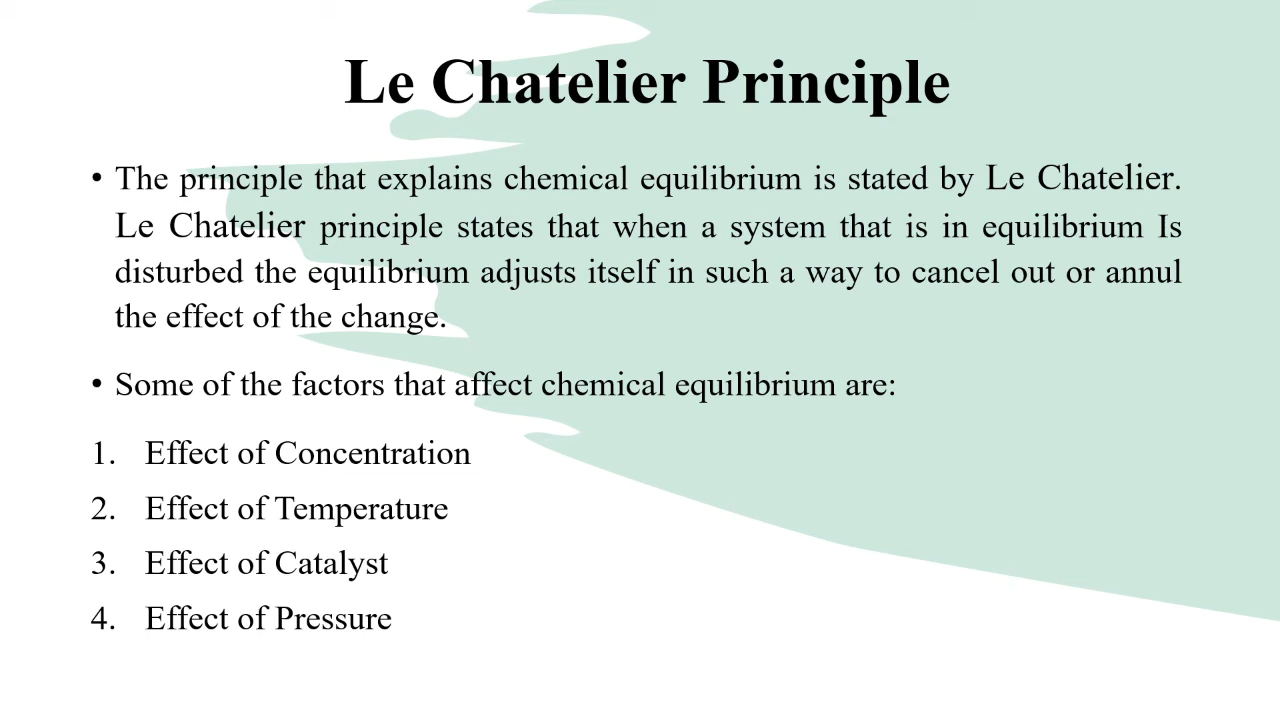 Le Chatelier Principle
• The principle that explains chemical equilibrium is stated by Le Chatelier.
Le Chatelier principle states that when a system that is in equilibrium Is
disturbed the equilibrium adjusts itself in such a way to cancel out or annul
the effect of the change.
• Some of the factors that affect chemical equilibrium are:
1. Effect of Concentration
2. Effect of Temperature
3. Effect of Catalyst
4. Effect of Pressure